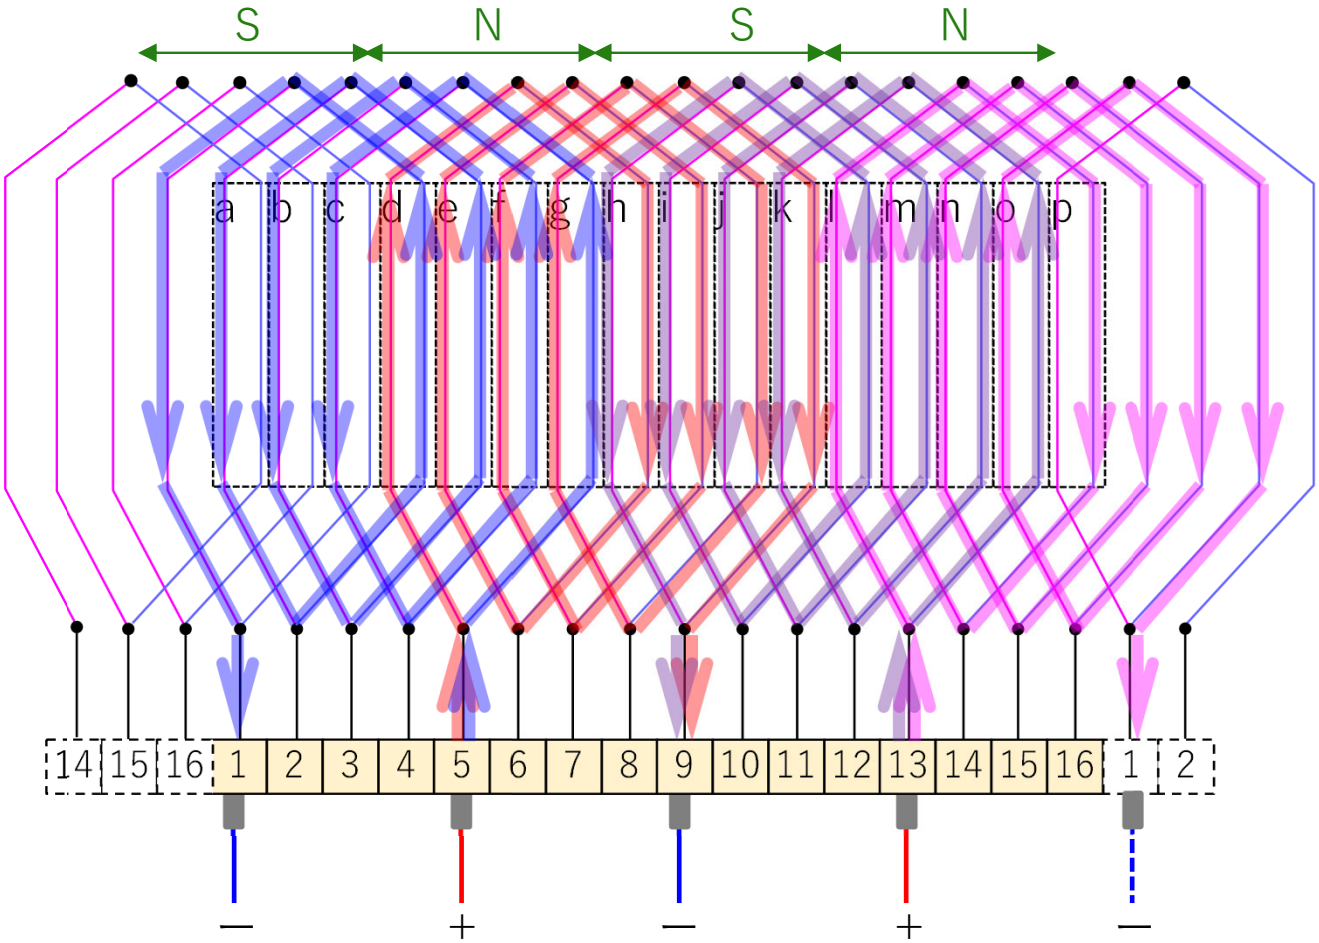 S N S N
a b c d e f g h i j k l m n o p
14 15 16 1 2 3 4 5 6 7 8 9 10 11 12 13 14 15 16 1 2
— + — + —